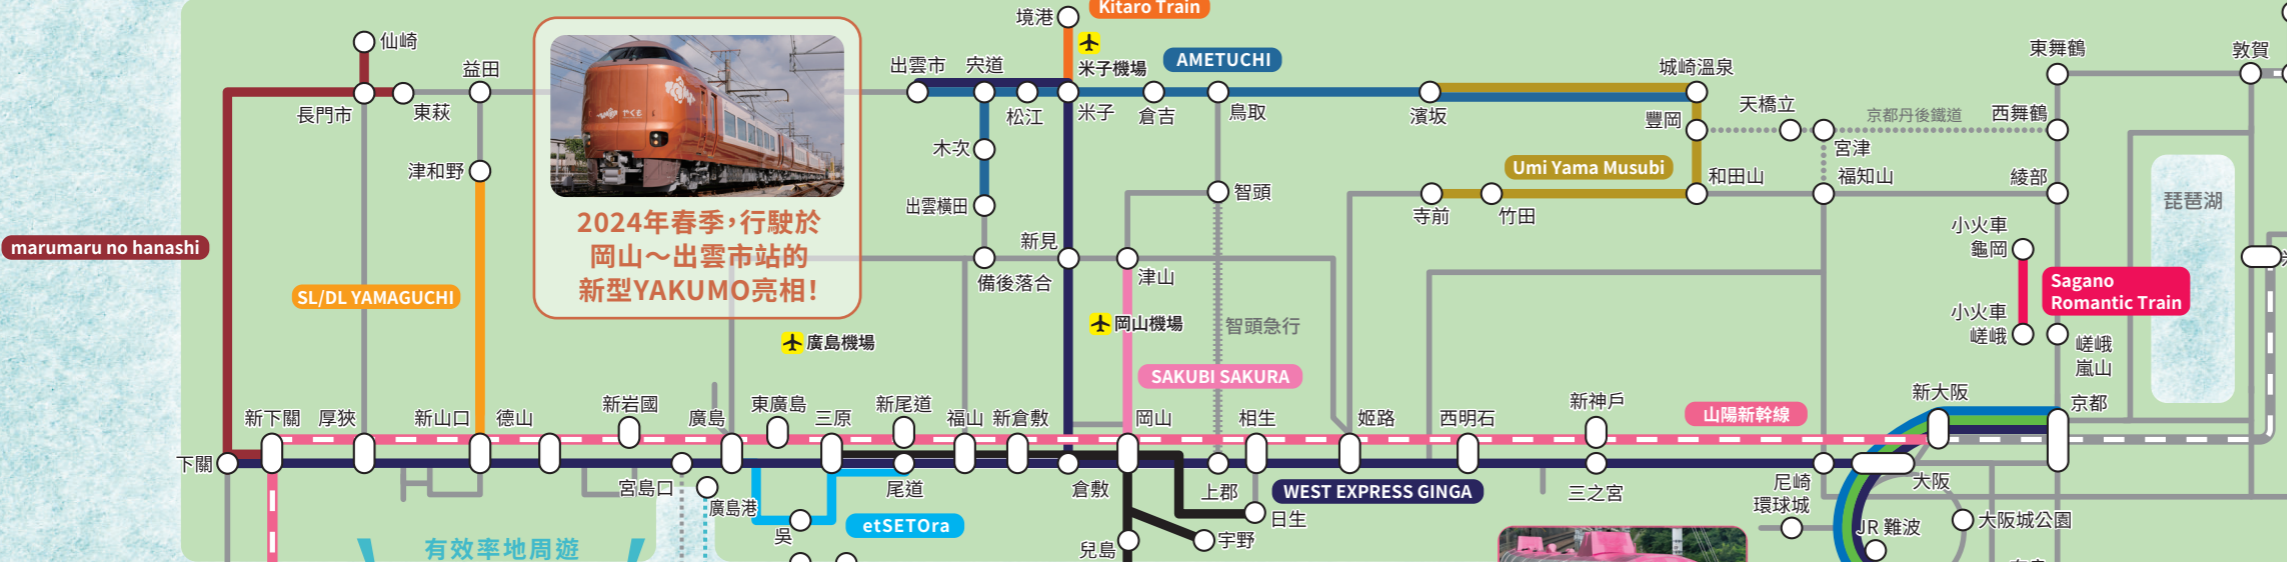 境港
Kitaro Train
仙崎
東舞鶴
敦賀
益田
出雲市
宍道
米子機場
AMETUCHI
城崎溫泉
長門市
東萩
松江
米子
倉吉
鳥取
濱坂
豐岡
天橋立
京都丹後鐵道
西舞鶴
やくも
木次
宮津
津和野
Umi Yama Musubi
和田山
福知山
綾部
出雲橫田
智頭
寺前
竹田
琵琶湖
2024年春季,行駛於
岡山～出雲市站的
新型YAKUMO亮相!
marumaru no hanashi
新見
備後落合
津山
小火車
龜岡
Sagano
Romantic Train
SL/DL YAMAGUCHI
小火車
嵯峨
廣島機場
岡山機場
智頭急行
嵯峨
嵐山
SAKUBI SAKURA
新下關
厚狹
新山口
德山
新岩國
廣島
東廣島
三原
新尾道
福山
新倉敷
岡山
相生
姬路
西明石
新神戶
山陽新幹線
新大阪
京都
下關
宮島口
廣島港
尾道
倉敷
上郡
WEST EXPRESS GINGA
三之宮
尼崎
大阪
環球城
吳
etSETOra
日生
JR 難波
大阪城公園
有效率地周遊
兒島
宇野